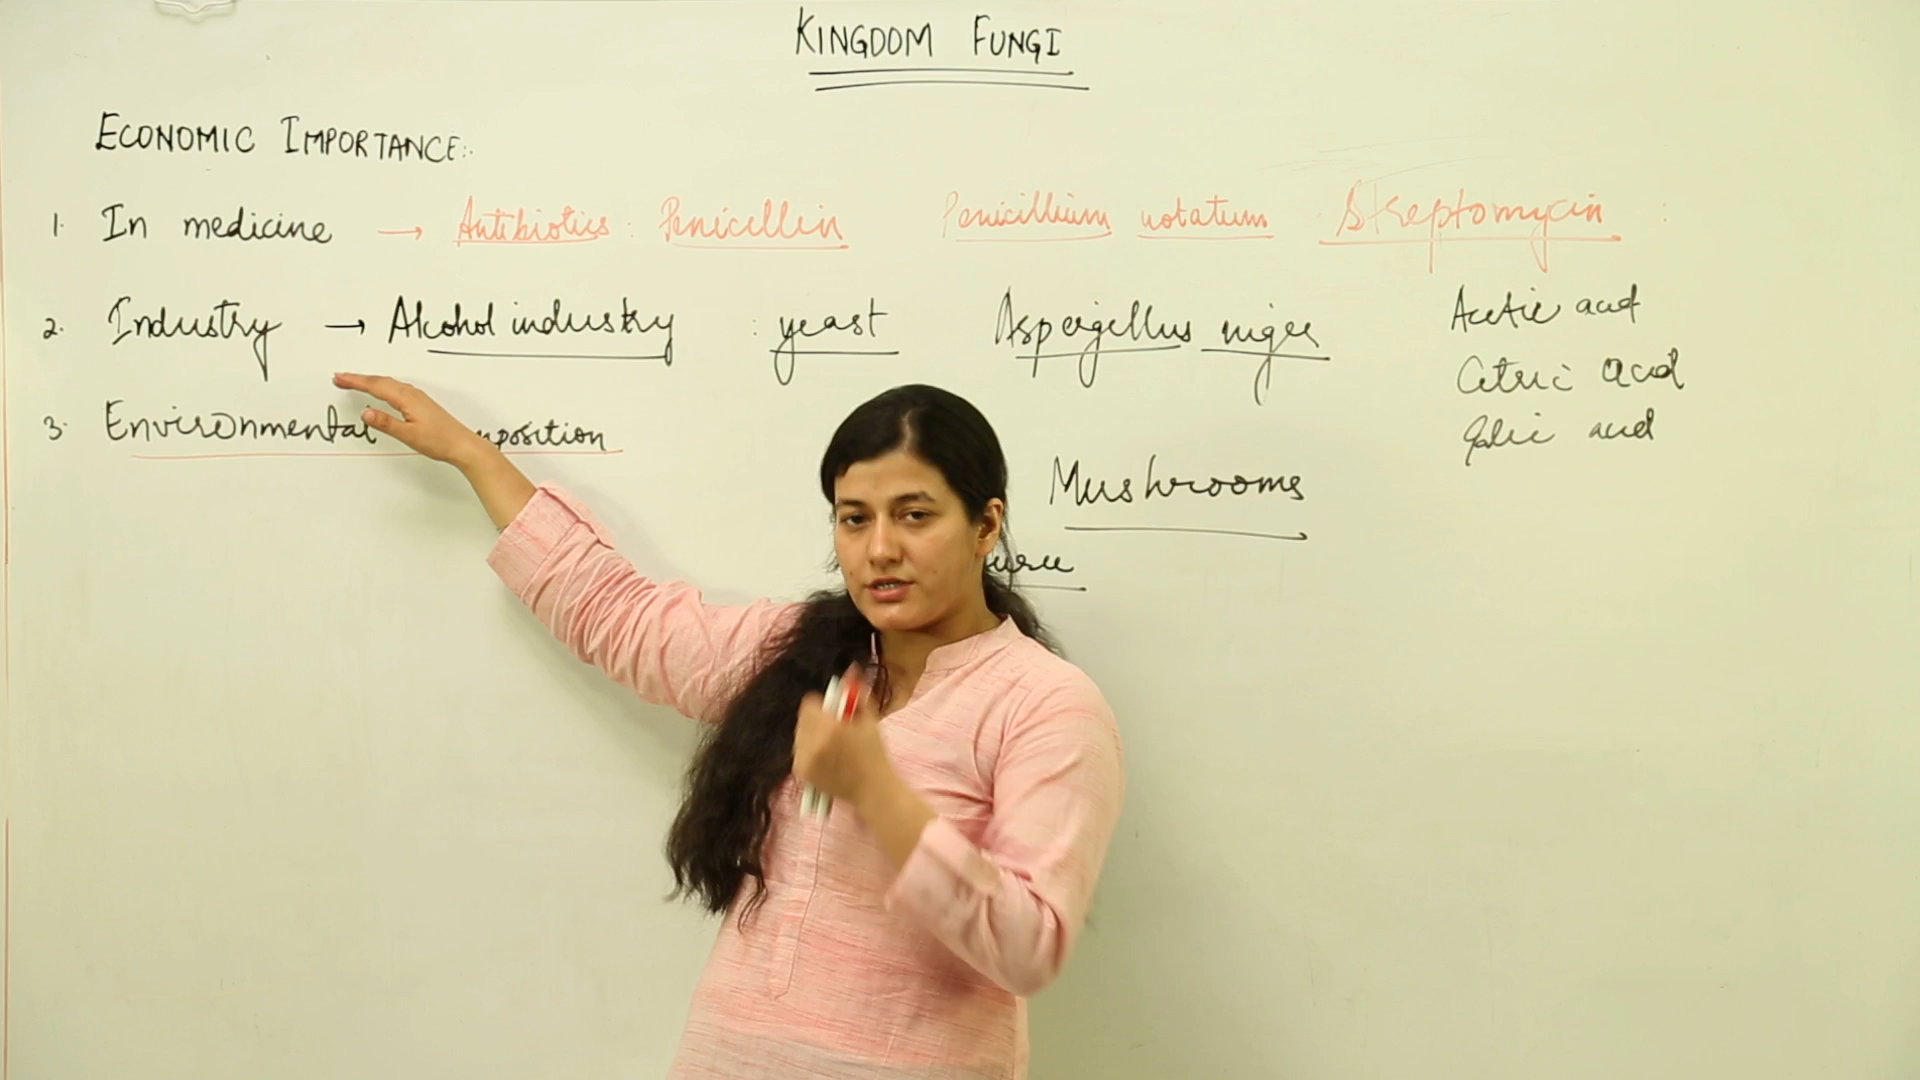 KINGDOM FUNGI
ECONOMIC IMPORTANCE:
1. In medicine → Antibiotics : Penicillin Penicillium notatum Streptomycin :
2. Industry → Alcohol industry : yeast Aspergillus niger Acetic acid
Citric acid
3. Environmental Galic acid
Mushrooms